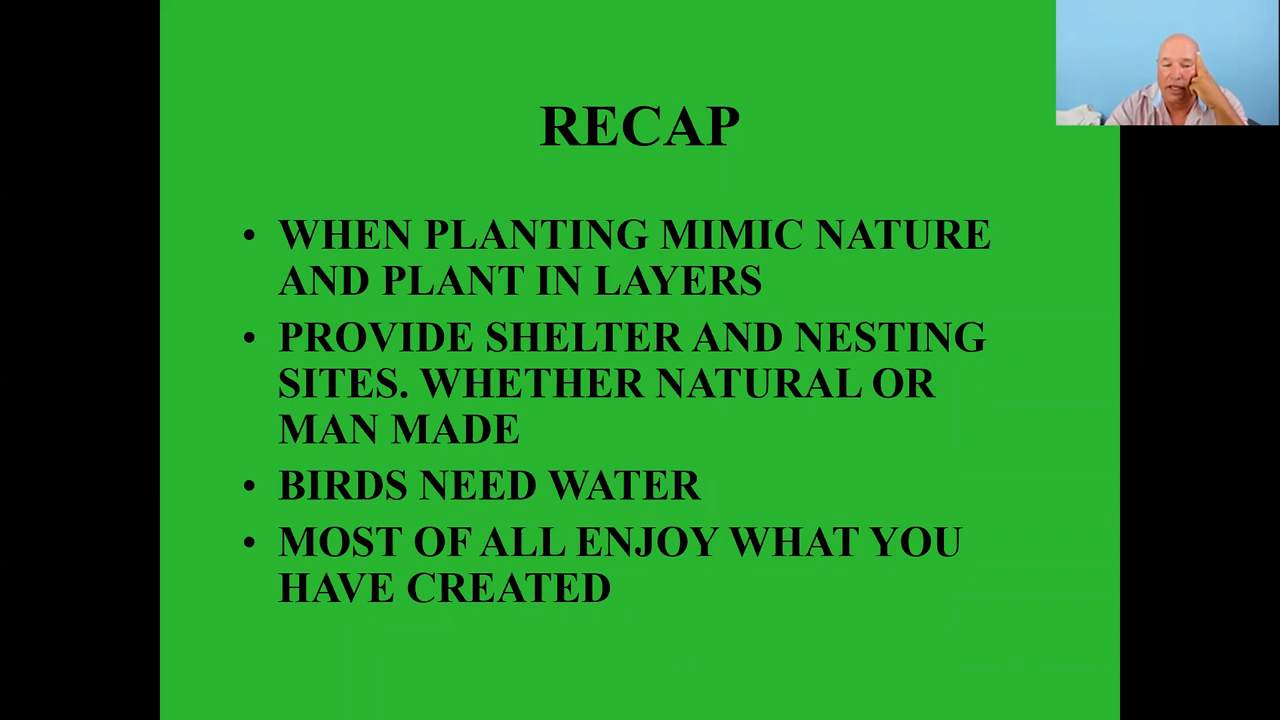 RECAP
• WHEN PLANTING MIMIC NATURE
AND PLANT IN LAYERS
• PROVIDE SHELTER AND NESTING
SITES. WHETHER NATURAL OR
MAN MADE
• BIRDS NEED WATER
• MOST OF ALL ENJOY WHAT YOU
HAVE CREATED